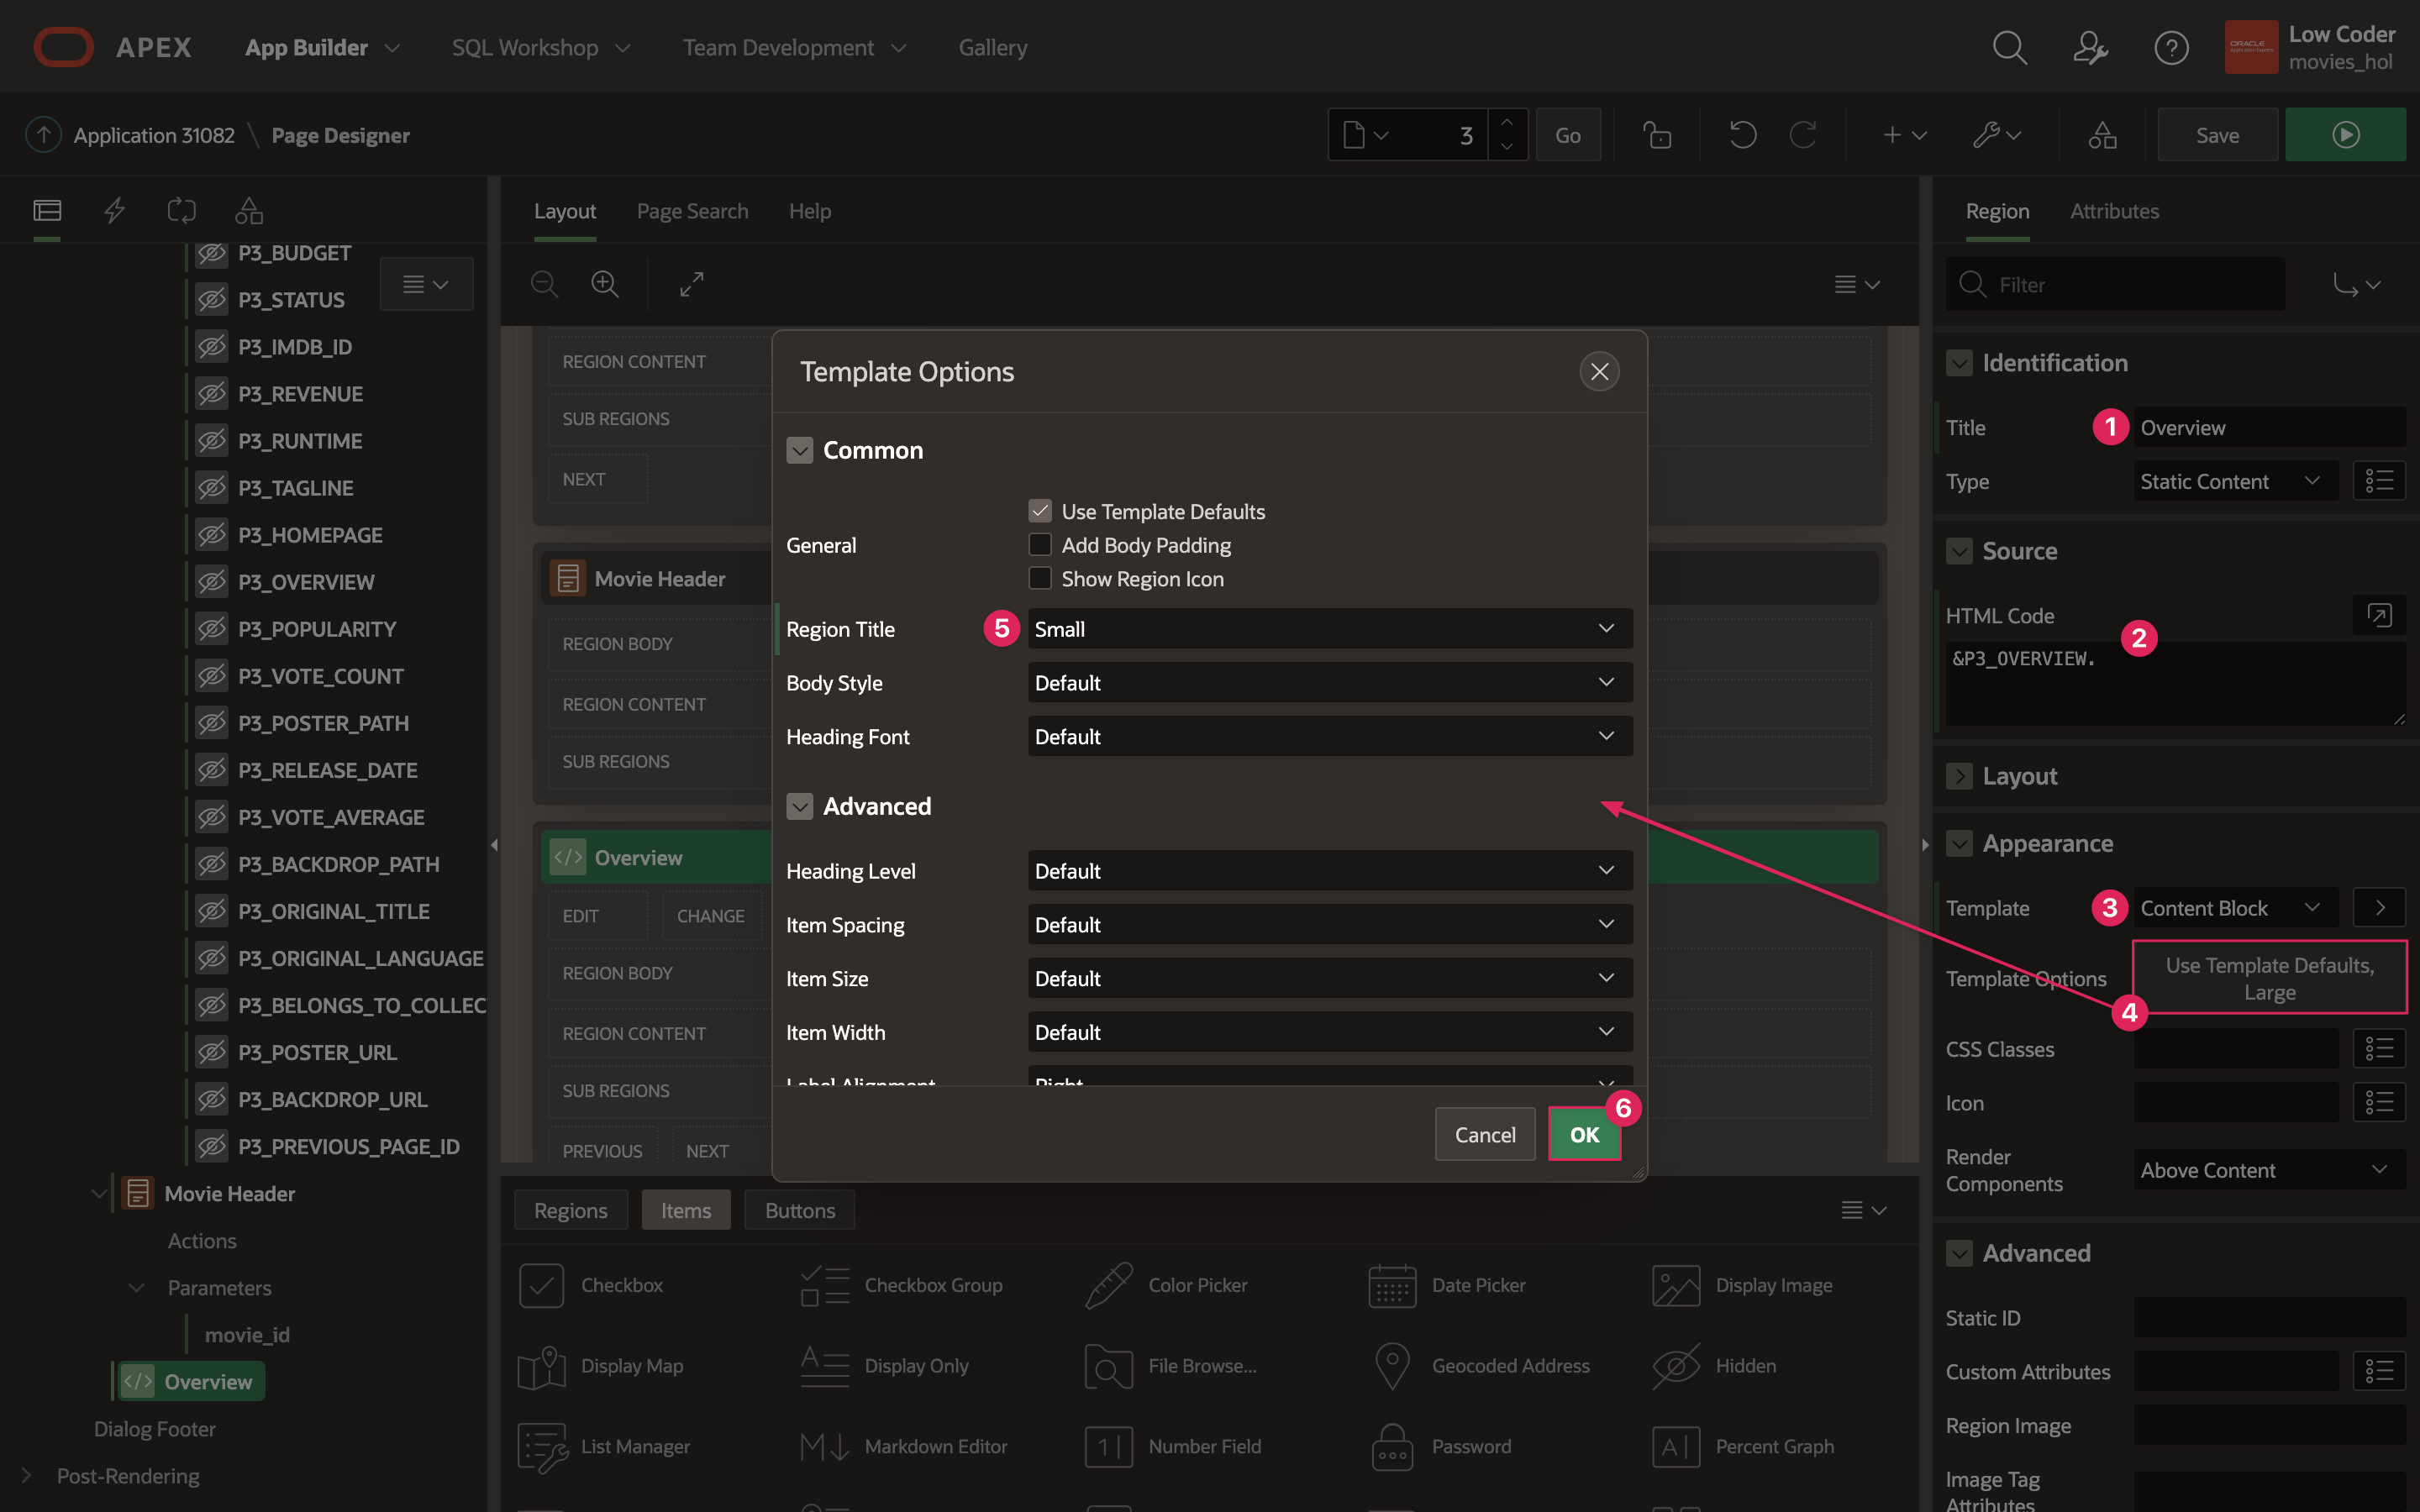 APEX
App Builder
SQL Workshop
Team Development
Gallery
Low Coder
movies_hol
ORACLE
Application 31082 \ Page Designer
3
Go
Save
P3_BUDGET
P3_STATUS
P3_IMDB_ID
P3_REVENUE
P3_RUNTIME
P3_TAGLINE
P3_HOMEPAGE
P3_OVERVIEW
P3_POPULARITY
P3_VOTE_COUNT
P3_POSTER_PATH
P3_RELEASE_DATE
P3_VOTE_AVERAGE
P3_BACKDROP_PATH
P3_ORIGINAL_TITLE
P3_ORIGINAL_LANGUAGE
P3_BELONGS_TO_COLLEC
P3_POSTER_URL
P3_BACKDROP_URL
P3_PREVIOUS_PAGE_ID
Movie Header
Actions
Parameters
movie_id
Overview
Dialog Footer
Post-Rendering
Layout
Page Search
Help
REGION CONTENT
SUB REGIONS
NEXT
Movie Header
REGION BODY
REGION CONTENT
SUB REGIONS
Overview
EDIT
CHANGE
REGION BODY
REGION CONTENT
SUB REGIONS
PREVIOUS
NEXT
Template Options
Common
General
Use Template Defaults
Add Body Padding
Show Region Icon
Region Title
5
Small
Body Style
Default
Heading Font
Default
Advanced
Heading Level
Default
Item Spacing
Default
Item Size
Default
Item Width
Default
Label Alignment
Right
Cancel
OK
6
Regions
Items
Buttons
Checkbox
Checkbox Group
Color Picker
Date Picker
Display Image
Display Map
Display Only
File Browse...
Geocoded Address
Hidden
List Manager
Markdown Editor
Number Field
Password
Percent Graph
Region
Attributes
Filter
Identification
Title
1
Overview
Type
Static Content
Source
HTML Code
2
&P3_OVERVIEW.
Layout
Appearance
Template
3
Content Block
Template Options
4
Use Template Defaults,
Large
CSS Classes
Icon
Render
Components
Above Content
Advanced
Static ID
Custom Attributes
Region Image
Image Tag
Attributes